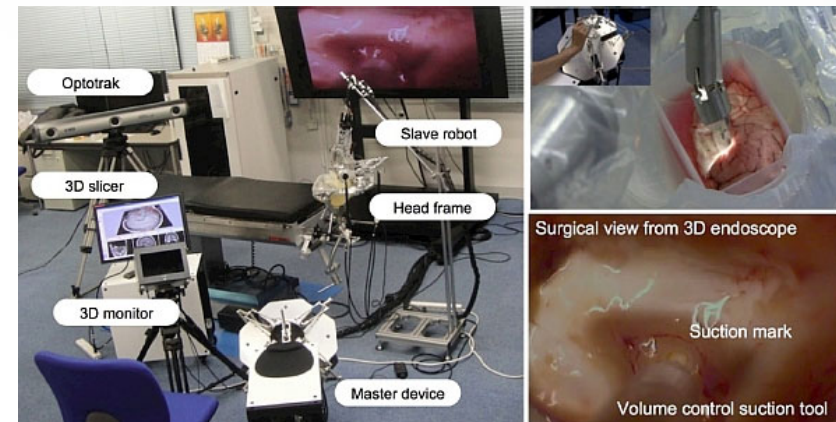 Optotrak
Slave robot
3D slicer
Head frame
3D monitor
Master device
Surgical view from 3D endoscope
Suction mark
Volume control suction tool